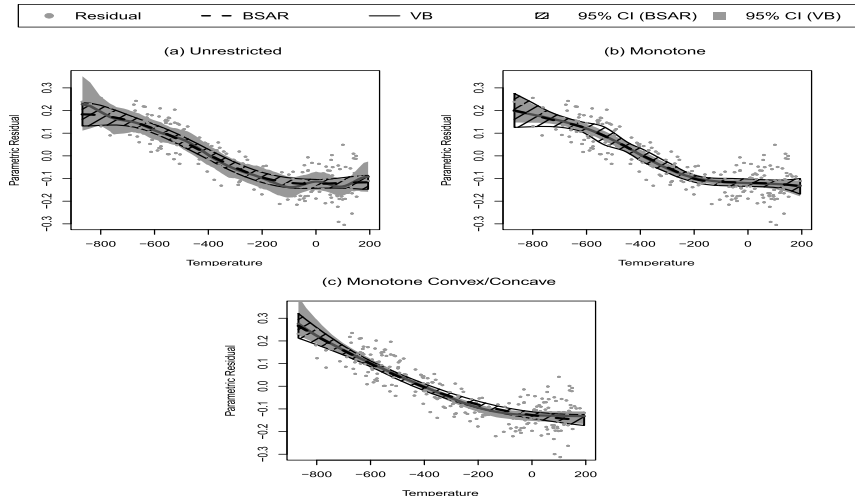 Residual BSAR VB 95% CI (BSAR) 95% CI (VB)
(a) Unrestricted
Parametric Residual
0.3
0.2
0.1
0.0
−0.1
−0.2
−0.3
−800 −600 −400 −200 0 200
Temperature
(b) Monotone
Parametric Residual
0.3
0.2
0.1
0.0
−0.1
−0.2
−0.3
−800 −600 −400 −200 0 200
Temperature
(c) Monotone Convex/Concave
Parametric Residual
0.3
0.2
0.1
0.0
−0.1
−0.2
−0.3
−800 −600 −400 −200 0 200
Temperature